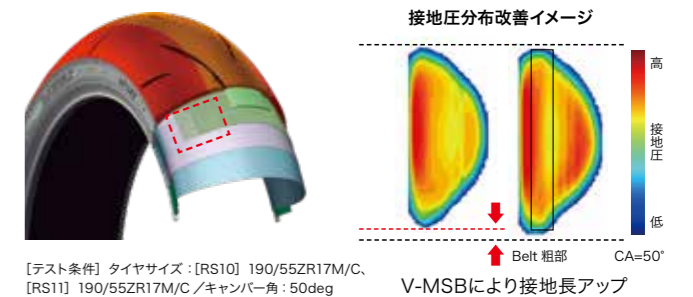 接地圧分布改善イメージ
高
接地圧
低
Belt 粗部
CA=50°
[テスト条件] タイヤサイズ:[RS10] 190/55ZR17M/C、
[RS11] 190/55ZR17M/C/キャンバー角:50deg
V-MSBにより接地長アップ